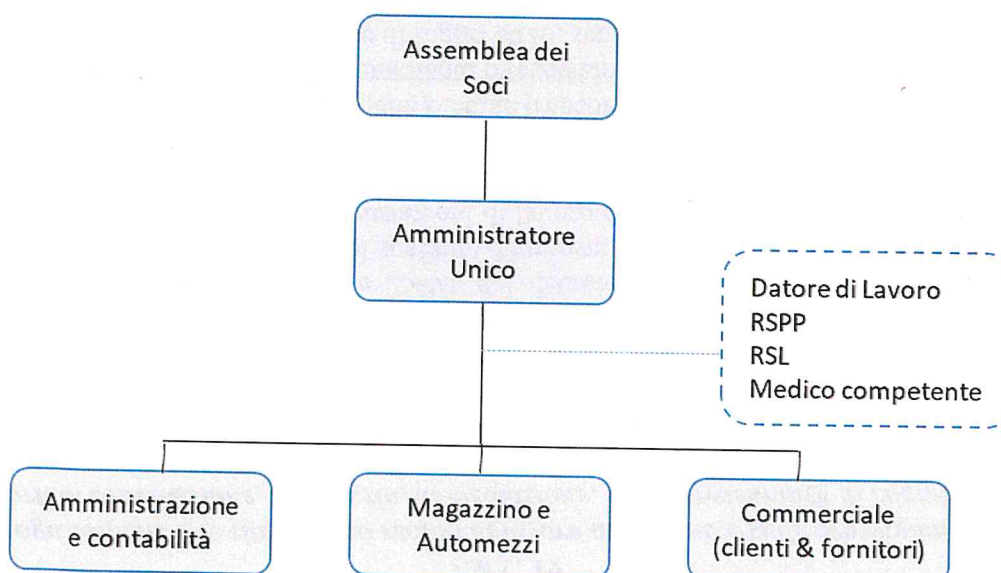 Assemblea dei
Soci
Amministratore
Unico
Datore di Lavoro
RSPP
RSL
Medico competente
Amministrazione
e contabilità
Magazzino e
Automezzi
Commerciale
(clienti & fornitori)